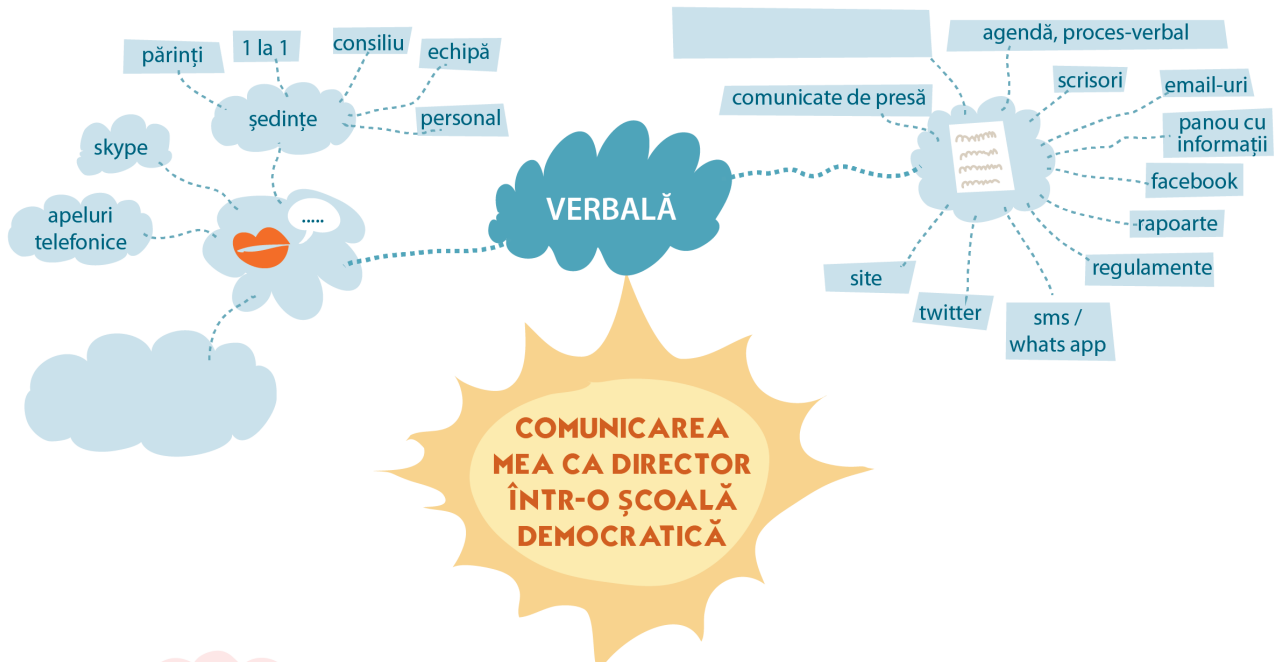 părinți
1 la 1
consiliu
echipă
personal
ședințe
skype
apeluri
telefonice
.....
VERBALĂ
agendă, proces-verbal
comunicate de presă
scrisori
email-uri
panou cu
informații
facebook
-rapoarte
regulamente
sms /
whats app
twitter
site
COMUNICAREA
MEA CA DIRECTOR
ÎNTR-O ȘCOALĂ
DEMOCRATICĂ